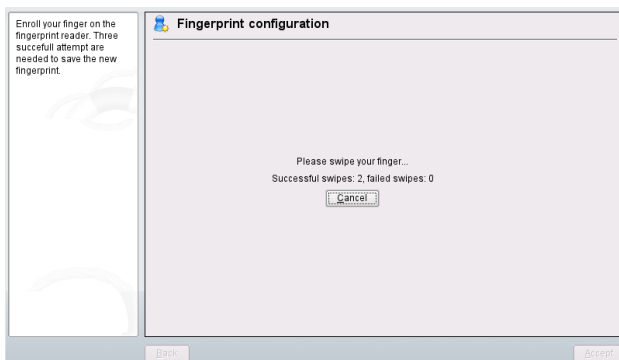 Enroll your finger on the
fingerprint reader. Three
succefull attempt are
needed to save the new
fingerprint.
Fingerprint configuration
Please swipe your finger...
Successful swipes: 2, failed swipes: 0
Cancel
Back
Accept